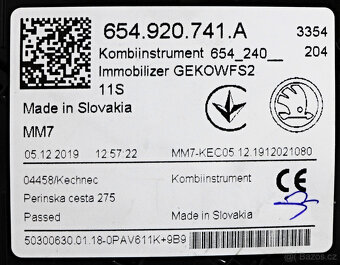 654.920.741.A 3354
Kombiinstrument 654_240__ 204
Immobilizer GEKOWFS2
11S
Made in Slovakia
MM7
05.12.2019 12:57:22 MM7-KEC05 12.1912021080
04458/Kechnec Kombiinstrument
Perinska cesta 275
Passed Made in Slovakia
50300630.01.18-0PAV611K+9B9
Bazos.cz